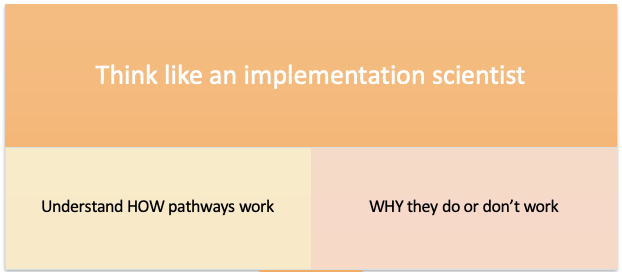 Think like an implementation scientist
Understand HOW pathways work
WHY they do or don’t work